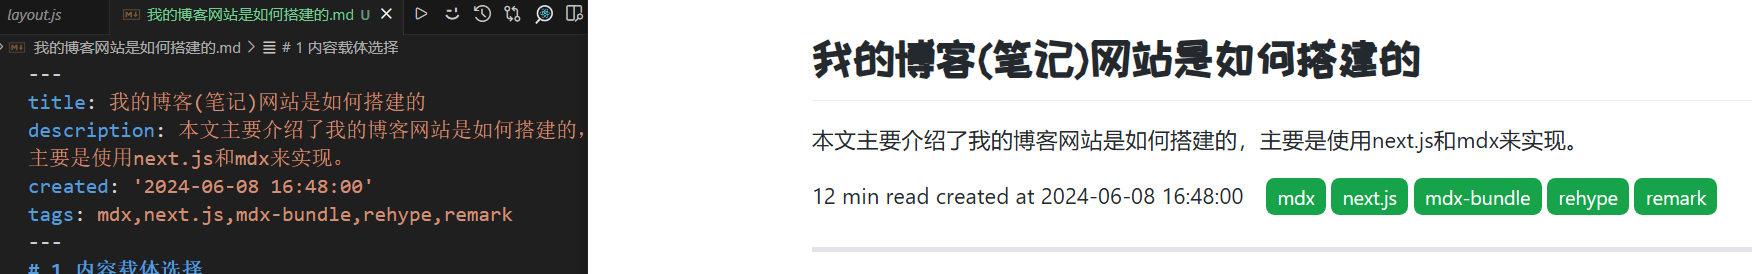 layout.js
我的博客网站是如何搭建的.md U
我的博客网站是如何搭建的.md > # 1 内容载体选择
---
title: 我的博客(笔记)网站是如何搭建的
description: 本文主要介绍了我的博客网站是如何搭建的，
主要是使用next.js和mdx来实现。
created: '2024-06-08 16:48:00'
tags: mdx,next.js,mdx-bundle,rehype,remark
---
# 1 内容载体选择
我的博客(笔记)网站是如何搭建的
本文主要介绍了我的博客网站是如何搭建的，主要是使用next.js和mdx来实现。
12 min read created at 2024-06-08 16:48:00 mdx next.js mdx-bundle rehype remark